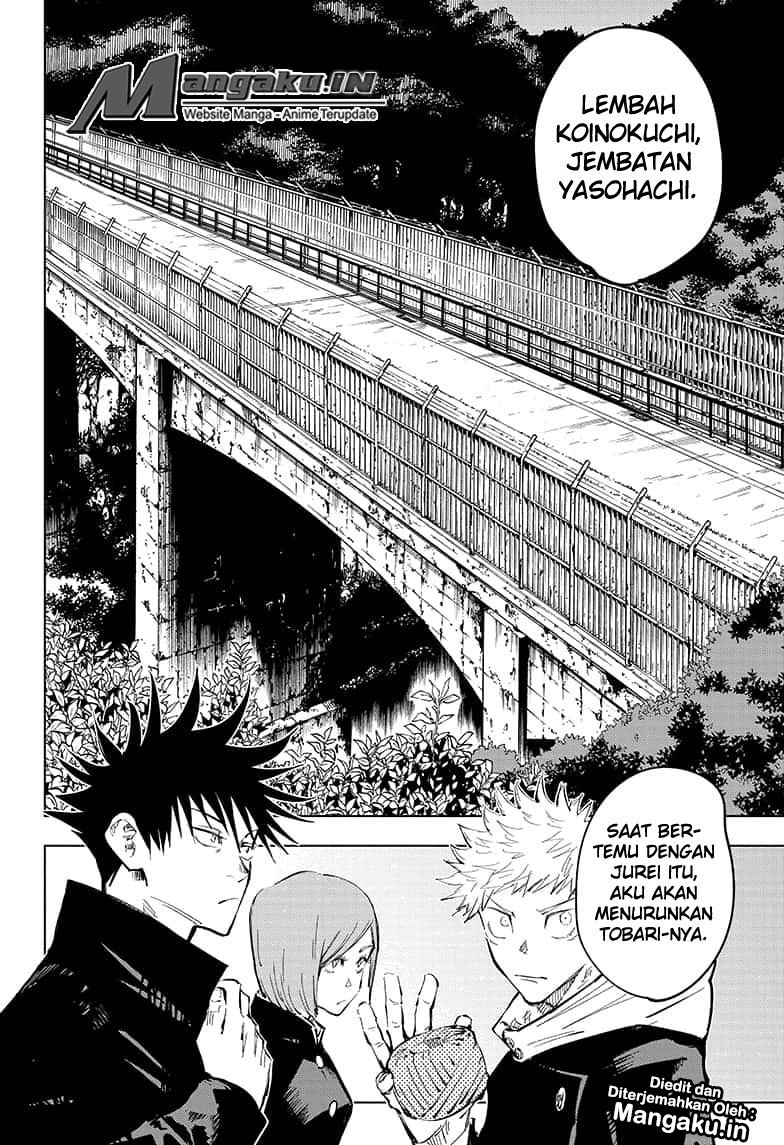 Mangaku.IN
Website Manga - Anime Terupdate
LEMBAH
KOINOKUCHI,
JEMBATAN
YASOHACHI.
SAAT BER-
TEMU DENGAN
JUREI ITU,
AKU AKAN
MENURUNKAN
TOBARI-NYA.
Diedit dan
Diterjemahkan Oleh :
Mangaku.in